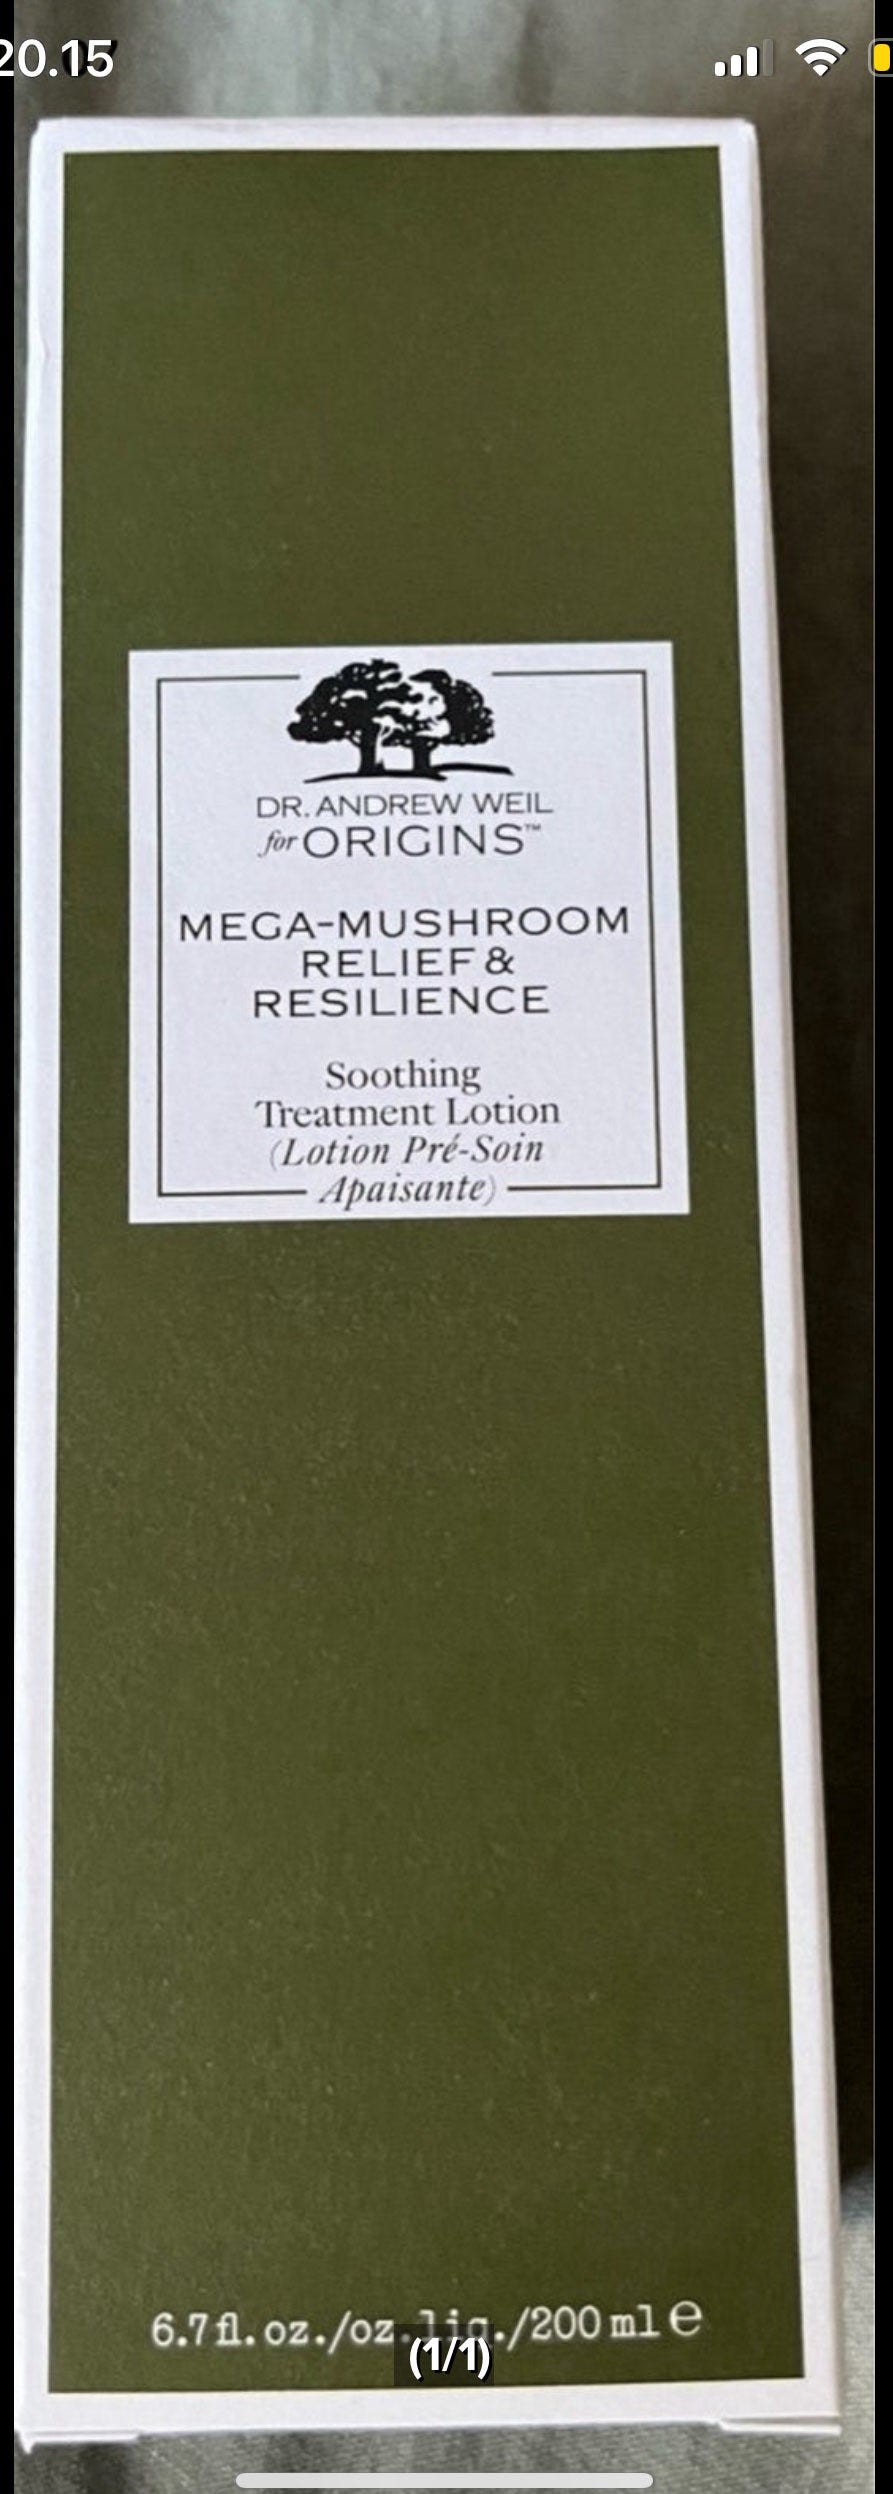 20.15
DR. ANDREW WEIL
for ORIGINS™
MEGA-MUSHROOM
RELIEF &
RESILIENCE
Soothing
Treatment Lotion
(Lotion Pré-Soin
Apaisante)
6.7 fl. oz./oz. liq./200 ml e
(1/1)